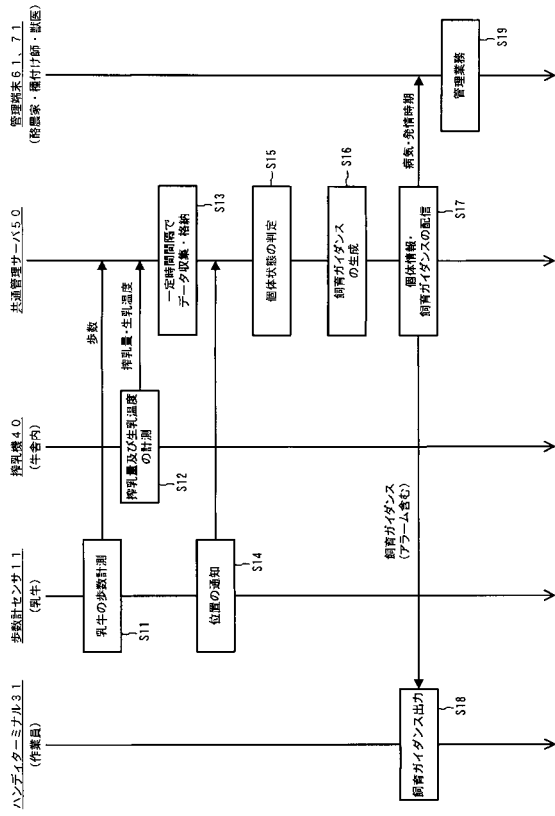 ハンディターミナル31
(作業員)
歩数計センサ11
(乳牛)
搾乳機40
(牛舎内)
共通管理サーバ50
管理端末61、71
(酪農家・種付け師・獣医)
乳牛の歩数計測
S11
歩数
搾乳量及び生乳温度
の計測
S12
搾乳量・生乳温度
一定時間間隔で
データ収集・格納
S13
位置の通知
S14
個体状態の判定
S15
飼育ガイダンス
の生成
S16
個体情報・
飼育ガイダンスの配信
S17
飼育ガイダンス
(アラーム含む)
病気・発情時期
飼育ガイダンス出力
S18
管理業務
S19